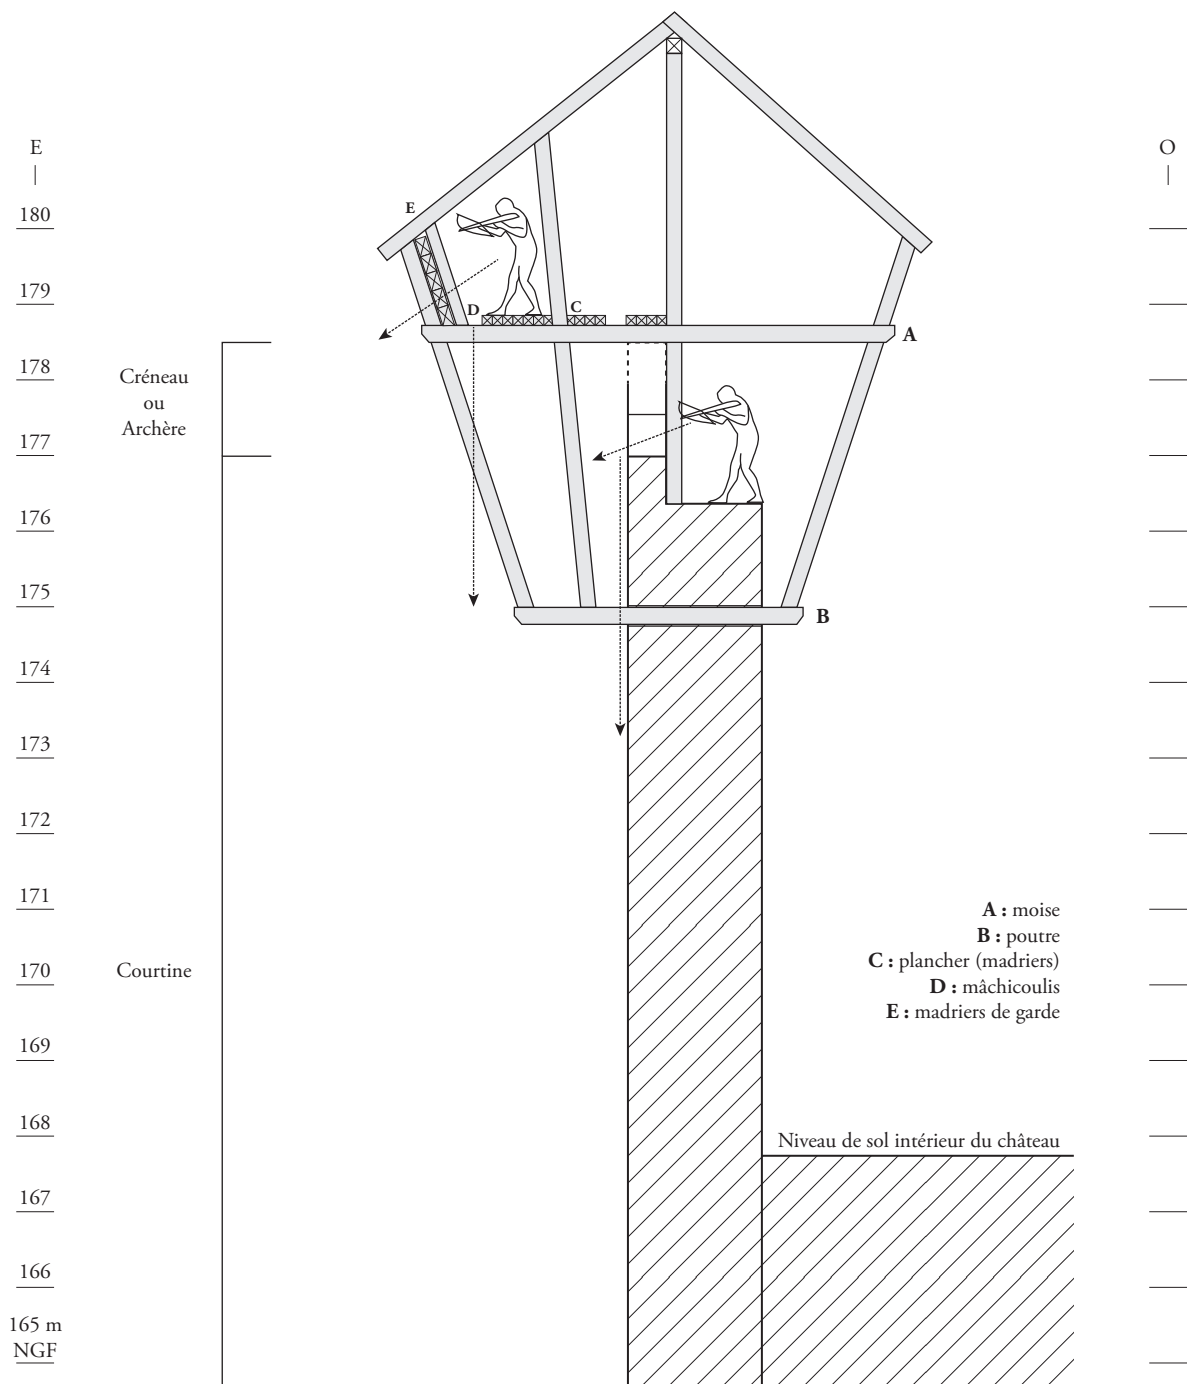 E
O
180
E
179
D
C
A
178
Créneau
ou
Archère
177
176
175
B
174
173
172
171
A : moise
B : poutre
170
Courtine
C : plancher (madriers)
D : mâchicoulis
E : madriers de garde
169
168
Niveau de sol intérieur du château
167
166
165 m
NGF